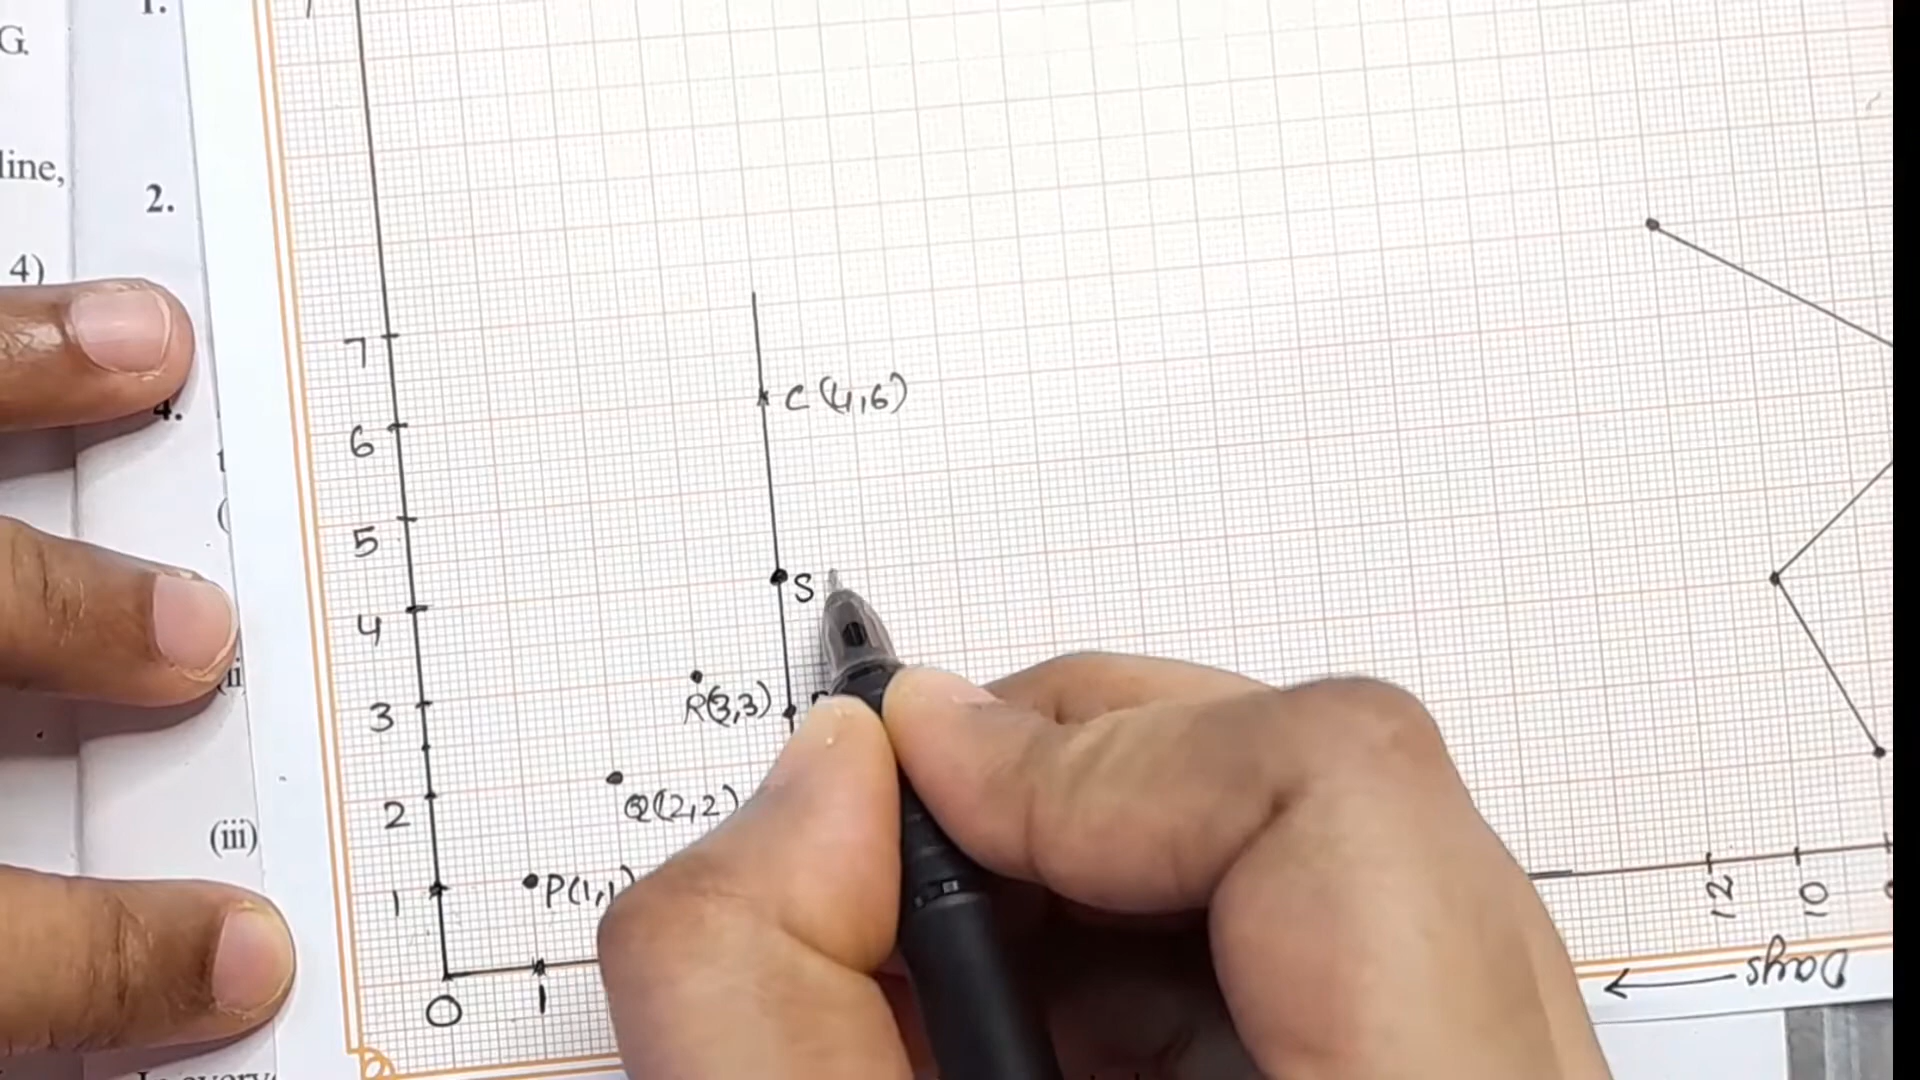 1.
G.
line,
2.
4)
7
C (4,6)
4.
6
5
S
4
3
R(3,3)
2
Q(2,2)
(iii)
1
P(1,1)
12
10
Days
0
1